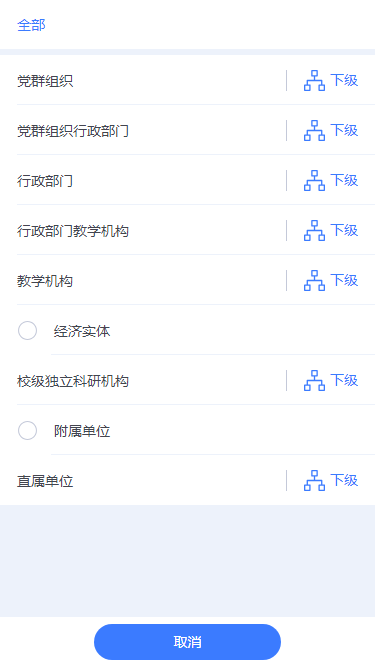 全部
党群组织
下级
党群组织行政部门
下级
行政部门
下级
行政部门教学机构
下级
教学机构
下级
经济实体
校级独立科研机构
下级
附属单位
直属单位
下级
取消